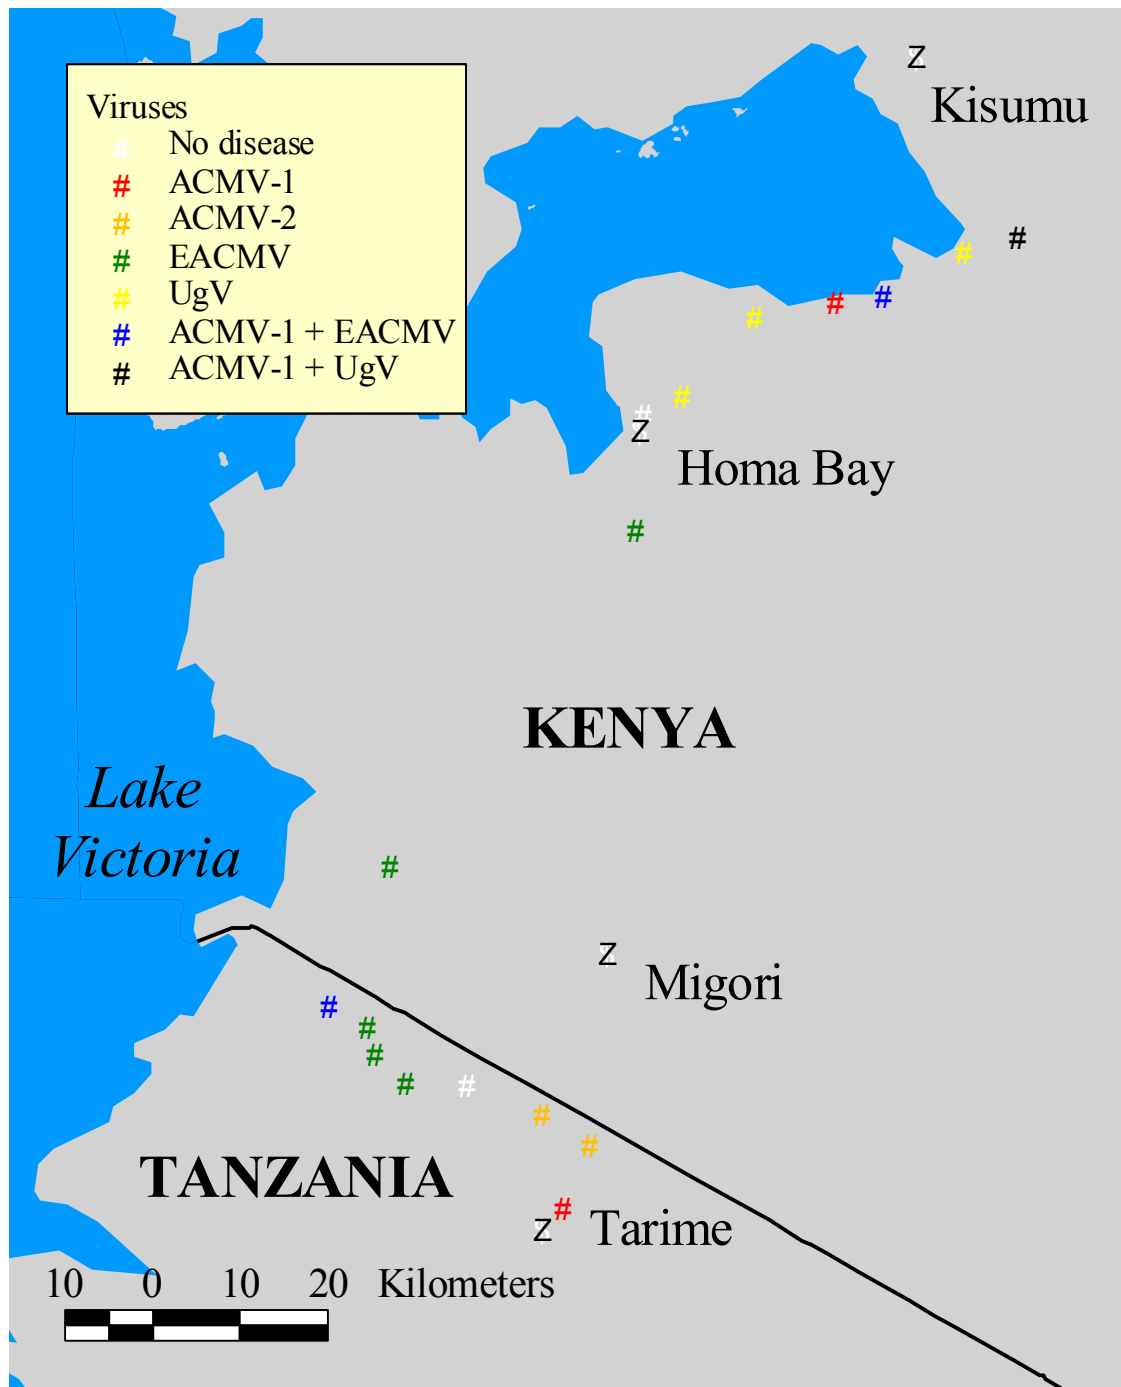 Z
Kisumu
Viruses
# No disease
# ACMV-1
# ACMV-2
# EACMV
# UgV
# ACMV-1 + EACMV
# ACMV-1 + UgV
#
#
#
#
#
#
#
Z
Homa Bay
#
KENYA
Lake
Victoria
#
Z
Migori
#
#
#
#
#
#
#
TANZANIA
#
Z
Tarime
10 0 10 20 Kilometers